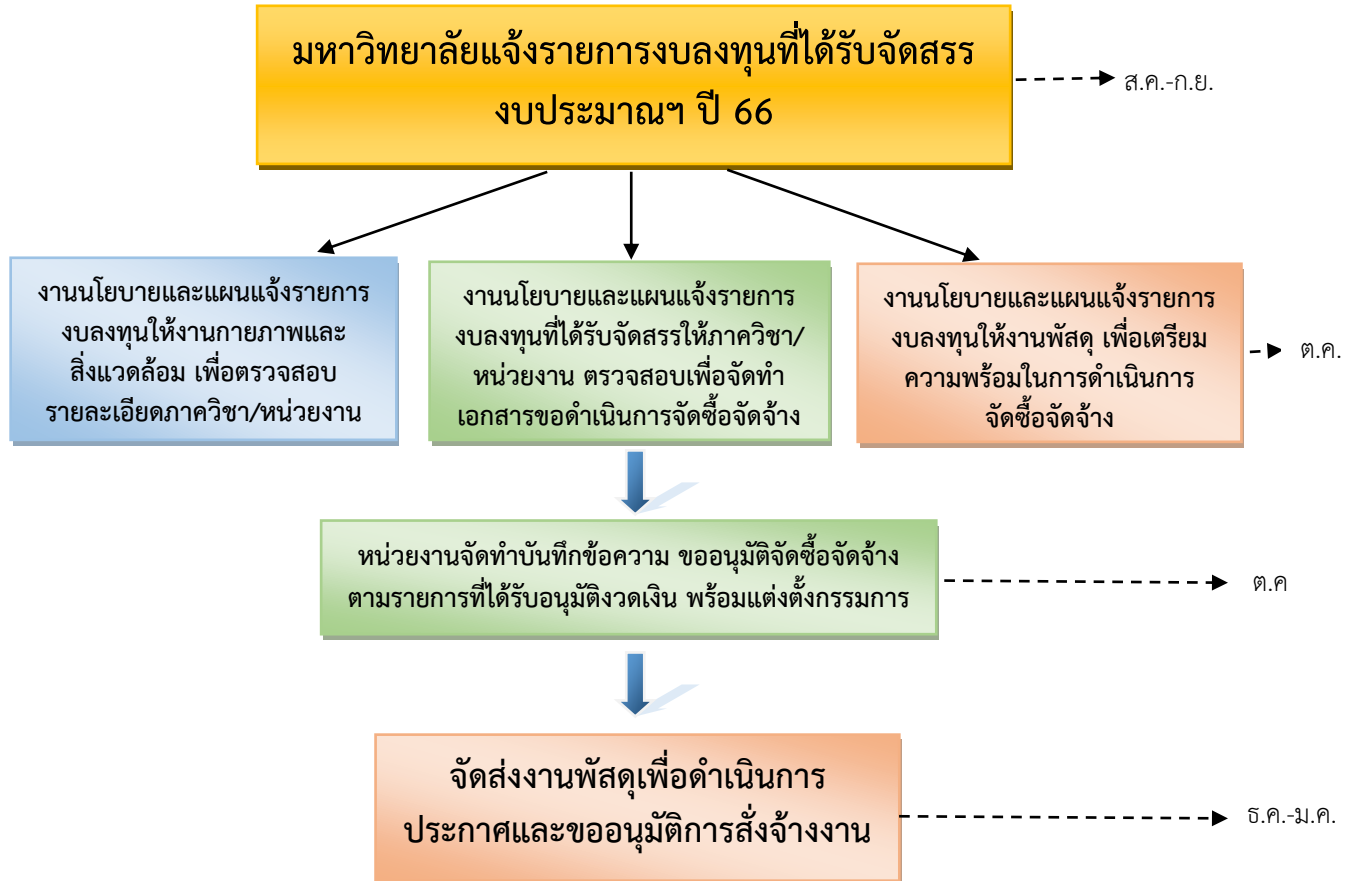 มหาวิทยาลัยแจ้งรายการงบลงทุนที่ได้รับจัดสรร
งบประมาณฯ ปี 66
ส.ค.-ก.ย.
งานนโยบายและแผนแจ้งรายการ
งบลงทุนให้งานกายภาพและ
สิ่งแวดล้อม เพื่อตรวจสอบ
รายละเอียดภาควิชา/หน่วยงาน
งานนโยบายและแผนแจ้งรายการ
งบลงทุนที่ได้รับจัดสรรให้ภาควิชา/
หน่วยงาน ตรวจสอบเพื่อจัดทำ
เอกสารขอดำเนินการจัดซื้อจัดจ้าง
งานนโยบายและแผนแจ้งรายการ
งบลงทุนให้งานพัสดุ เพื่อเตรียม
ความพร้อมในการดำเนินการ
จัดซื้อจัดจ้าง
ต.ค.
หน่วยงานจัดทำบันทึกข้อความ ขออนุมัติจัดซื้อจัดจ้าง
ตามรายการที่ได้รับอนุมัติงวดเงิน พร้อมแต่งตั้งกรรมการ
ต.ค
จัดส่งงานพัสดุเพื่อดำเนินการ
ประกาศและขออนุมัติการสั่งจ้างงาน
ธ.ค.-ม.ค.